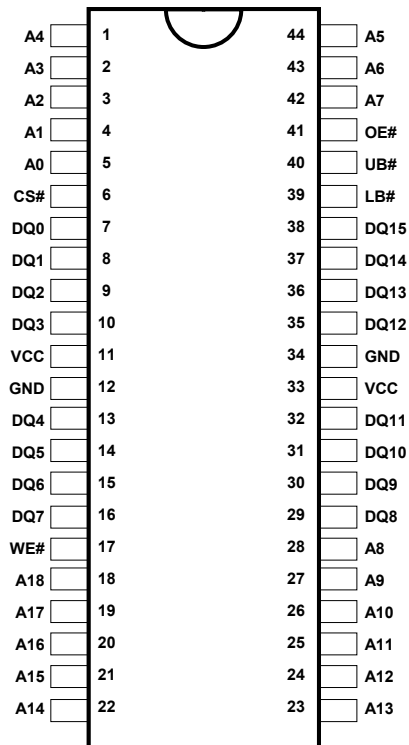 A4 1 44 A5
A3 2 43 A6
A2 3 42 A7
A1 4 41 OE#
A0 5 40 UB#
CS# 6 39 LB#
DQ0 7 38 DQ15
DQ1 8 37 DQ14
DQ2 9 36 DQ13
DQ3 10 35 DQ12
VCC 11 34 GND
GND 12 33 VCC
DQ4 13 32 DQ11
DQ5 14 31 DQ10
DQ6 15 30 DQ9
DQ7 16 29 DQ8
WE# 17 28 A8
A18 18 27 A9
A17 19 26 A10
A16 20 25 A11
A15 21 24 A12
A14 22 23 A13